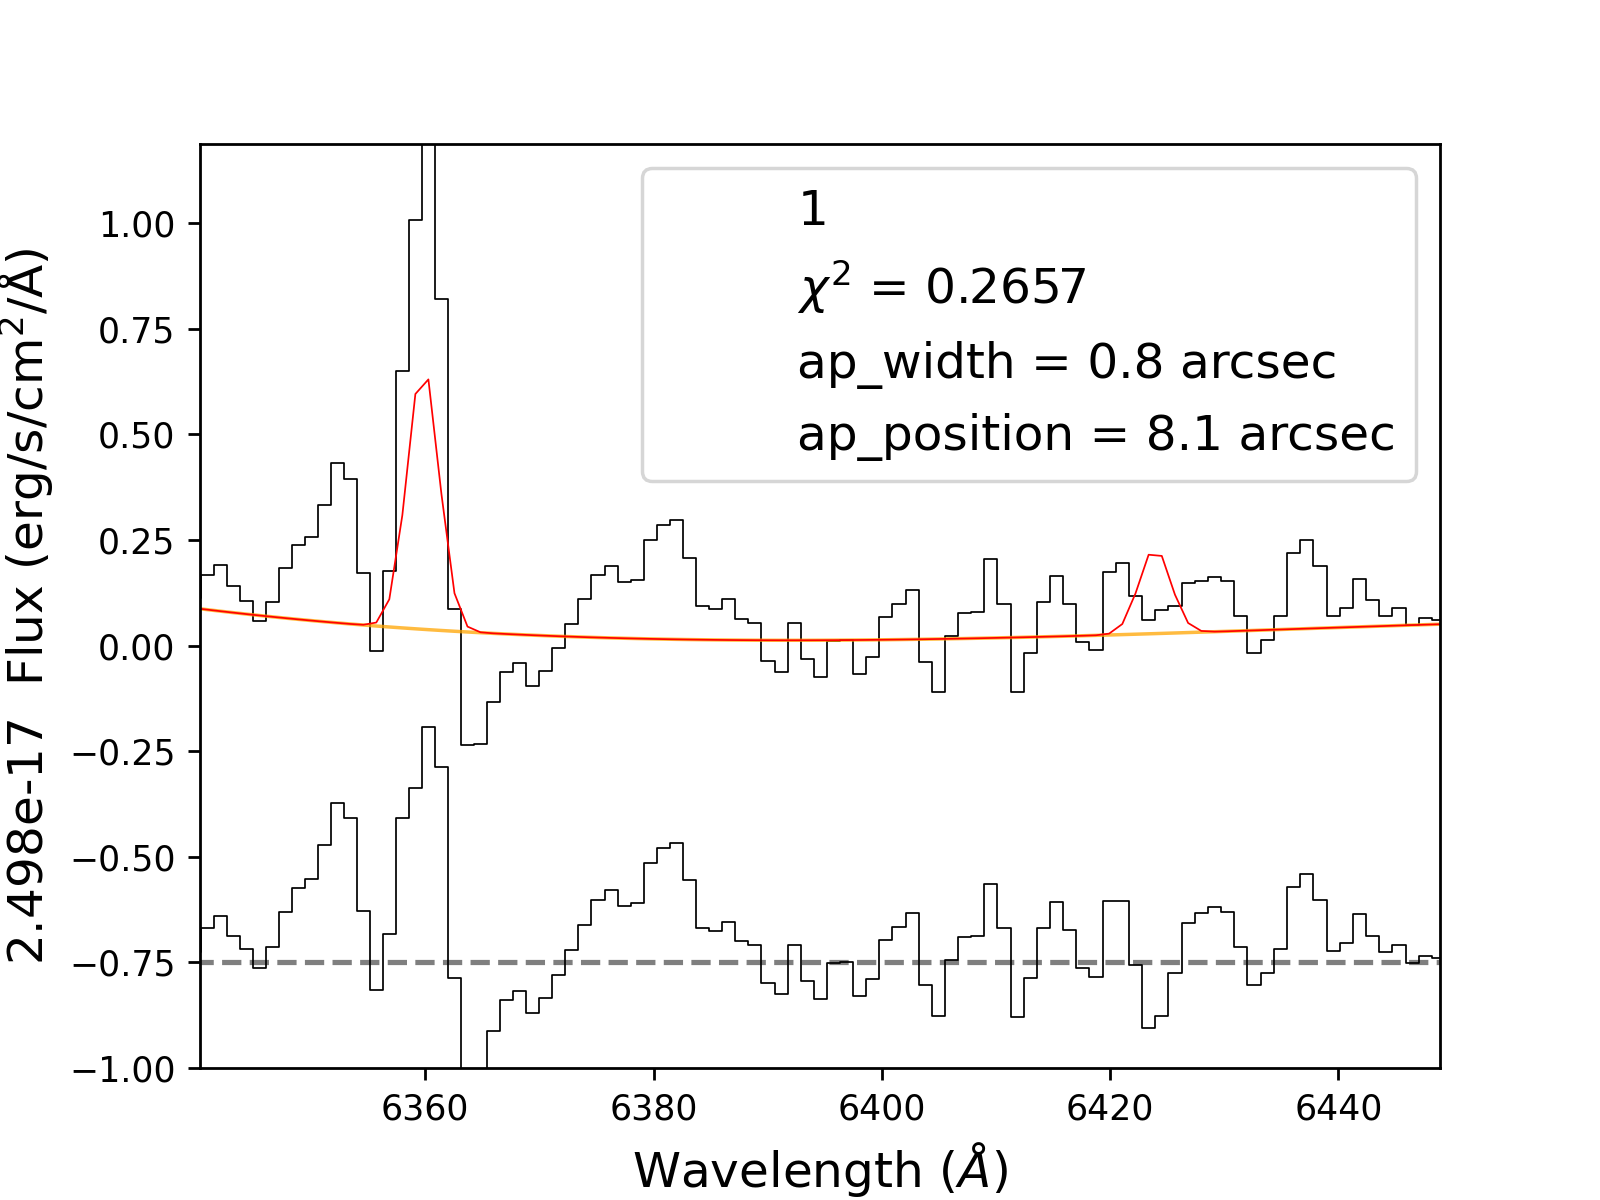 1
χ² = 0.2657
ap_width = 0.8 arcsec
ap_position = 8.1 arcsec
2.498e-17 Flux (erg/s/cm²/Å)
1.00
0.75
0.50
0.25
0.00
−0.25
−0.50
−0.75
−1.00
6360 6380 6400 6420 6440
Wavelength (Å)